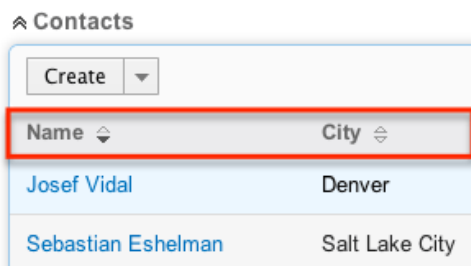 Contacts
Create
Name City
Josef Vidal Denver
Sebastian Eshelman Salt Lake City